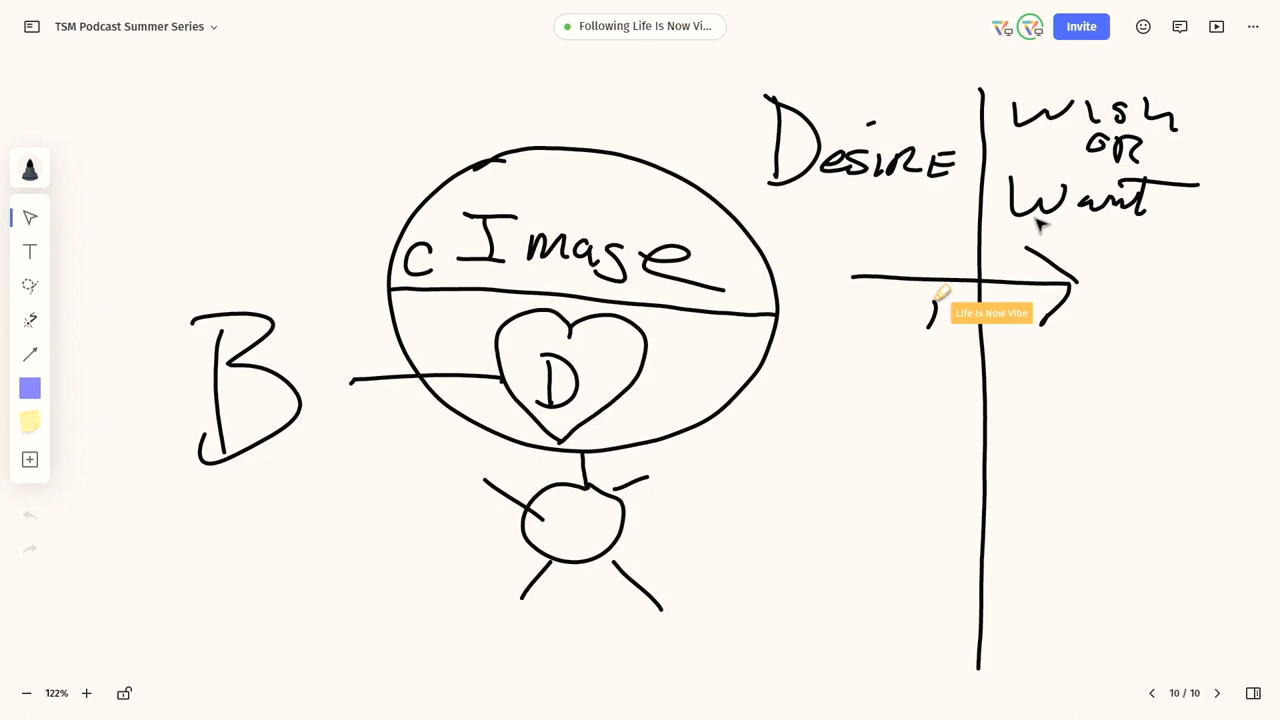 TSM Podcast Summer Series
Following Life Is Now Vi...
Invite
Desire
Wish
OR
Want
C Image
B
D
Life Is Now Vibe
122%
10 / 10